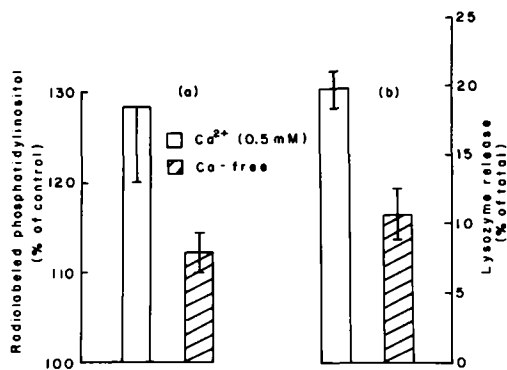 Radiolabeled phosphatidylinositol
(% of control)
130
120
110
100
(a)
Ca2+ (0.5 mM)
Ca-free
(b)
25
20
15
10
5
0
Lysozyme release
(% of total)